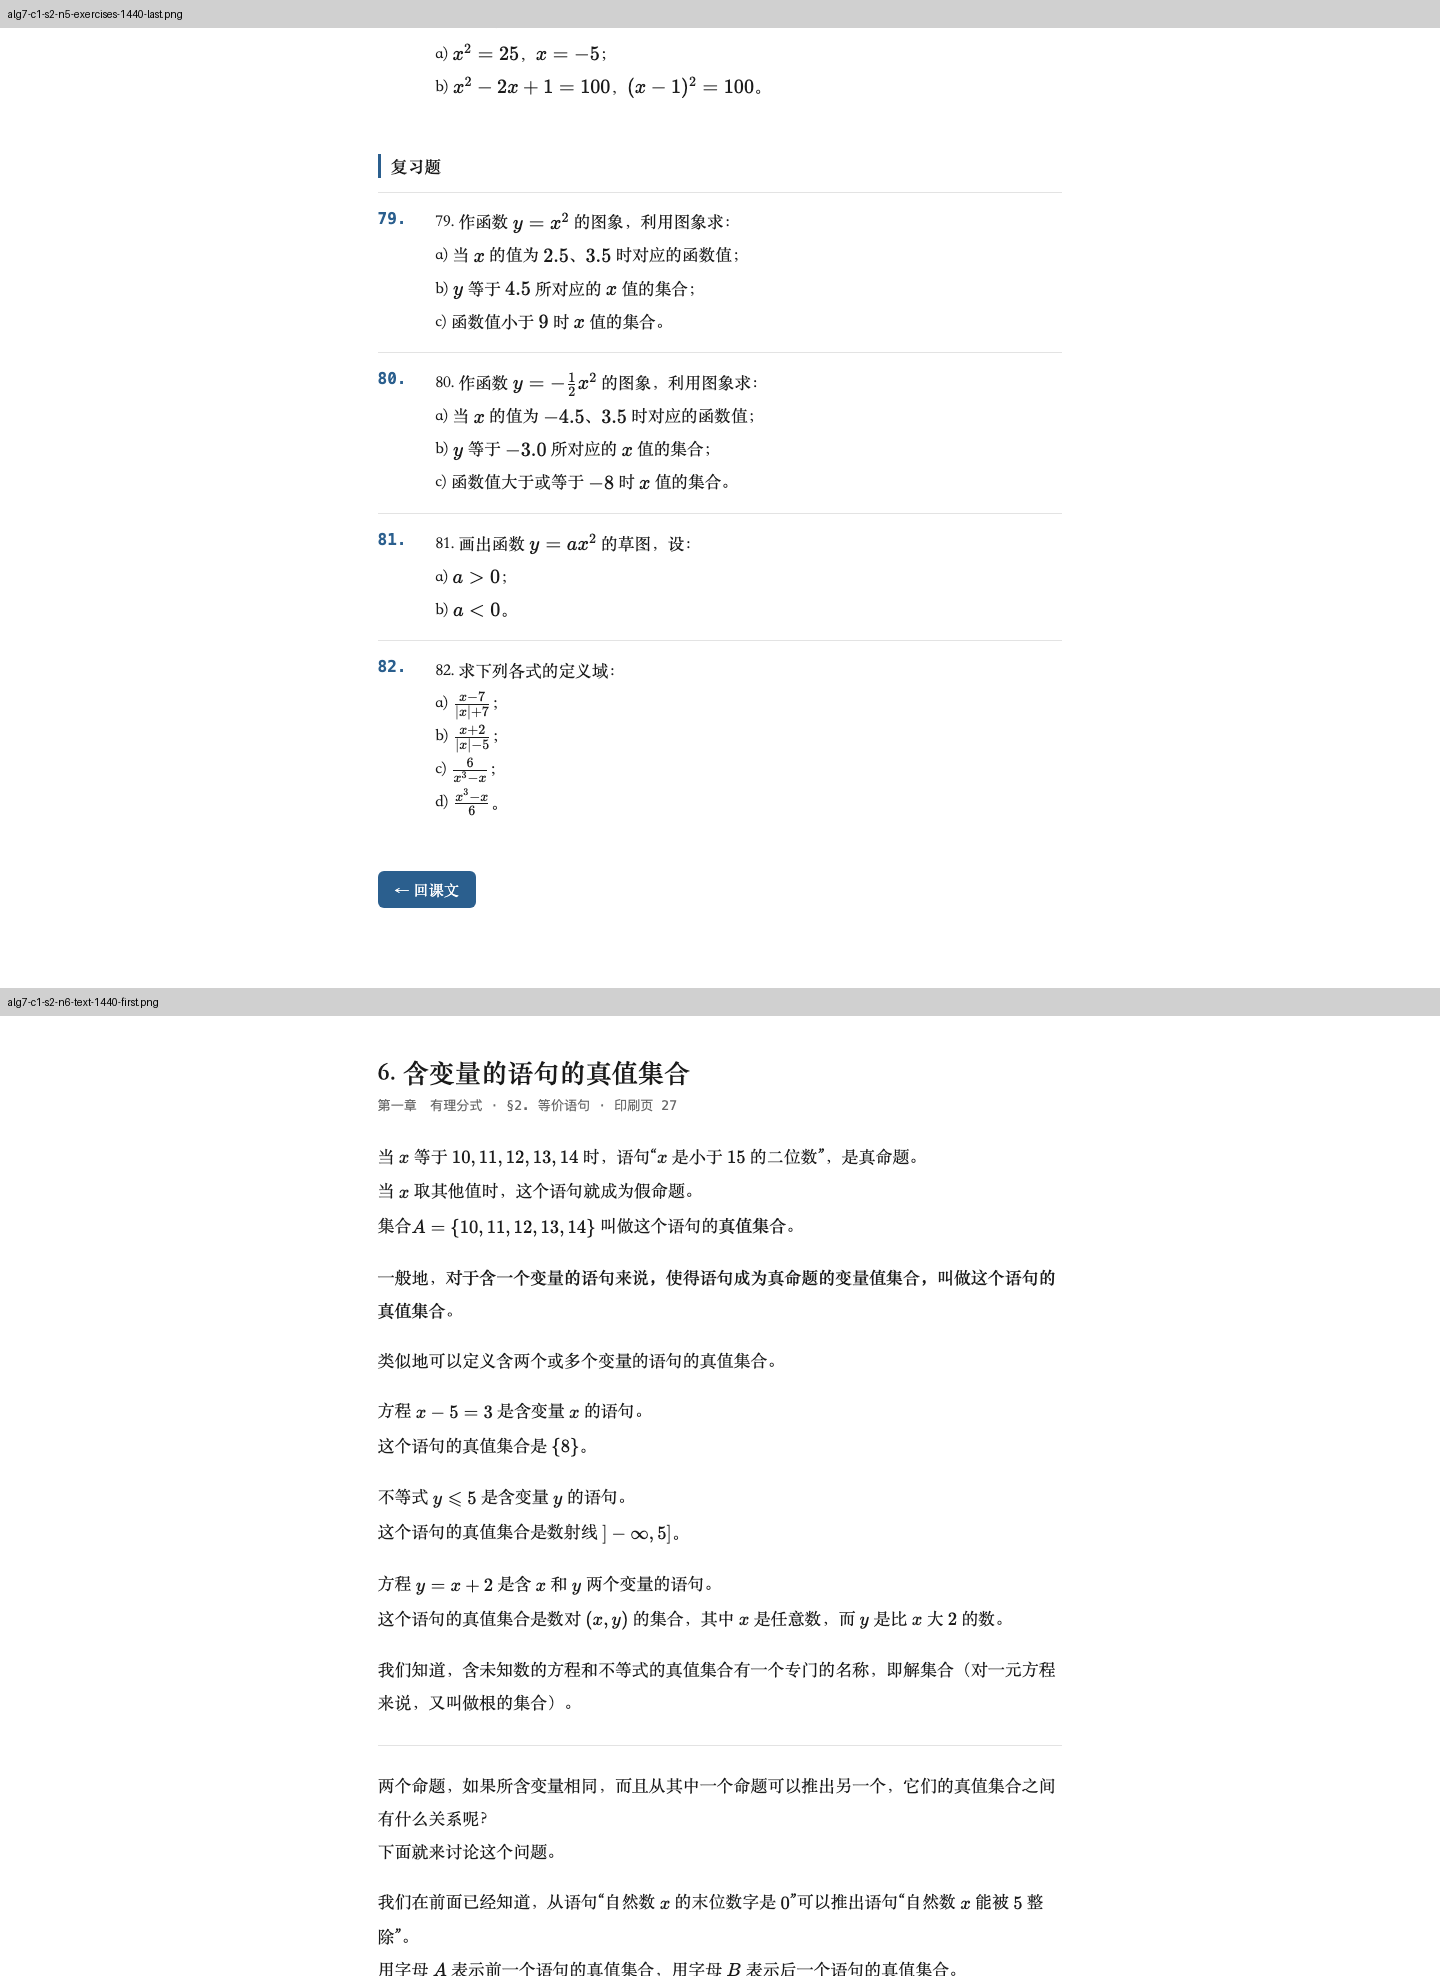 alg7-c1-s2-n5-exercises-1440-last.png
a) x² = 25，x = −5；
b) x² − 2x + 1 = 100，(x − 1)² = 100。
复习题
79. 79. 作函数 y = x² 的图象，利用图象求：
a) 当 x 的值为 2.5、3.5 时对应的函数值；
b) y 等于 4.5 所对应的 x 值的集合；
c) 函数值小于 9 时 x 值的集合。
80. 80. 作函数 y = −\frac{1}{2}x² 的图象，利用图象求：
a) 当 x 的值为 −4.5、3.5 时对应的函数值；
b) y 等于 −3.0 所对应的 x 值的集合；
c) 函数值大于或等于 −8 时 x 值的集合。
81. 81. 画出函数 y = ax² 的草图，设：
a) a > 0；
b) a < 0。
82. 82. 求下列各式的定义域：
a) \frac{x−7}{|x|+7}；
b) \frac{x+2}{|x|−5}；
c) \frac{6}{x³−x}；
d) \frac{x³−x}{6}。
← 回课文
alg7-c1-s2-n6-text-1440-first.png
6. 含变量的语句的真值集合
第一章 有理分式 · §2. 等价语句 · 印刷页 27
当 x 等于 10, 11, 12, 13, 14 时，语句“x 是小于 15 的二位数”，是真命题。
当 x 取其他值时，这个语句就成为假命题。
集合A = {10, 11, 12, 13, 14} 叫做这个语句的真值集合。
一般地，对于含一个变量的语句来说，使得语句成为真命题的变量值集合，叫做这个语句的
真值集合。
类似地可以定义含两个或多个变量的语句的真值集合。
方程 x − 5 = 3 是含变量 x 的语句。
这个语句的真值集合是 {8}。
不等式 y ⩽ 5 是含变量 y 的语句。
这个语句的真值集合是数射线 ] − ∞, 5]。
方程 y = x + 2 是含 x 和 y 两个变量的语句。
这个语句的真值集合是数对 (x, y) 的集合，其中 x 是任意数，而 y 是比 x 大 2 的数。
我们知道，含未知数的方程和不等式的真值集合有一个专门的名称，即解集合（对一元方程
来说，又叫做根的集合）。
两个命题，如果所含变量相同，而且从其中一个命题可以推出另一个，它们的真值集合之间
有什么关系呢？
下面就来讨论这个问题。
我们在前面已经知道，从语句“自然数 x 的末位数字是 0”可以推出语句“自然数 x 能被 5 整
除”。
用字母 A 表示前一个语句的真值集合，用字母 B 表示后一个语句的真值集合。